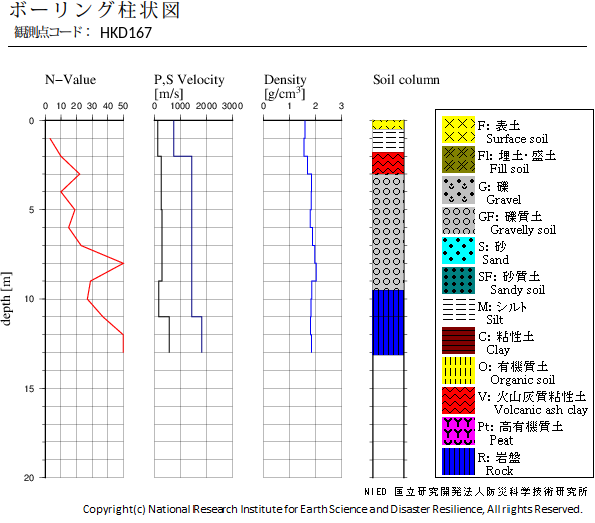 ボーリング柱状図
観測点コード： HKD167
N−Value P,S Velocity Density Soil column
[m/s] [g/cm3]
0 10 20 30 40 50 0 1000 2000 3000 0 1 2 3
0
5
10
15
20
depth [m]
F: 表土
Surface soil
Fl: 埋土・盛土
Fill soil
G: 礫
Gravel
GF: 礫質土
Gravelly soil
S: 砂
Sand
SF: 砂質土
Sandy soil
M: シルト
Silt
C: 粘性土
Clay
O: 有機質土
Organic soil
V: 火山灰質粘性土
Volcanic ash clay
Pt: 高有機質土
Peat
R: 岩盤
Rock
NIED 国立研究開発法人防災科学技術研究所
Copyright(c) National Research Institute for Earth Science and Disaster Resilience, All rights Reserved.